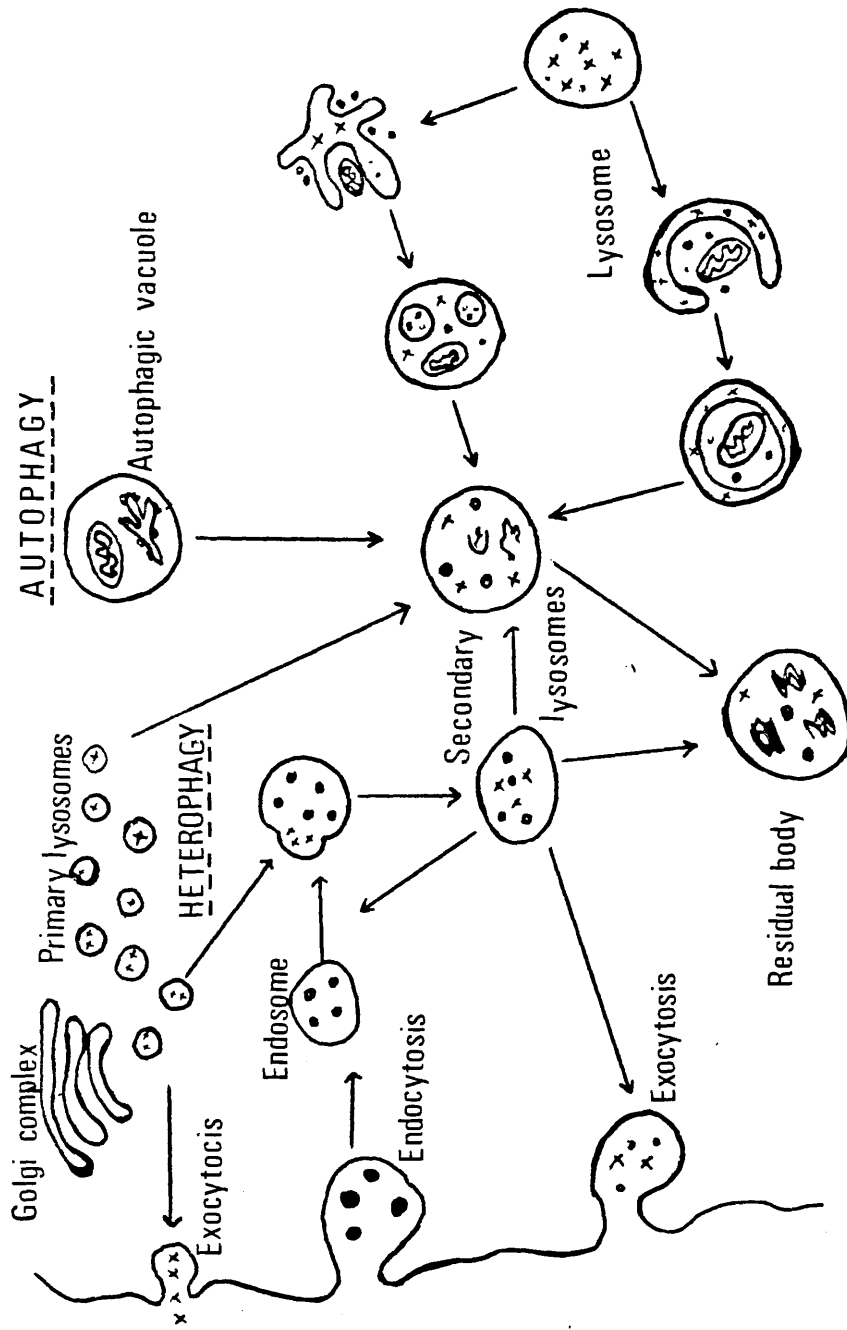 AUTOPHAGY
Autophagic vacuole
Primary lysosomes
Golgi complex
HETEROPHAGY
Exocytocis
Endosome
Endocytosis
Secondary
lysosomes
Lysosome
Exocytosis
Residual body